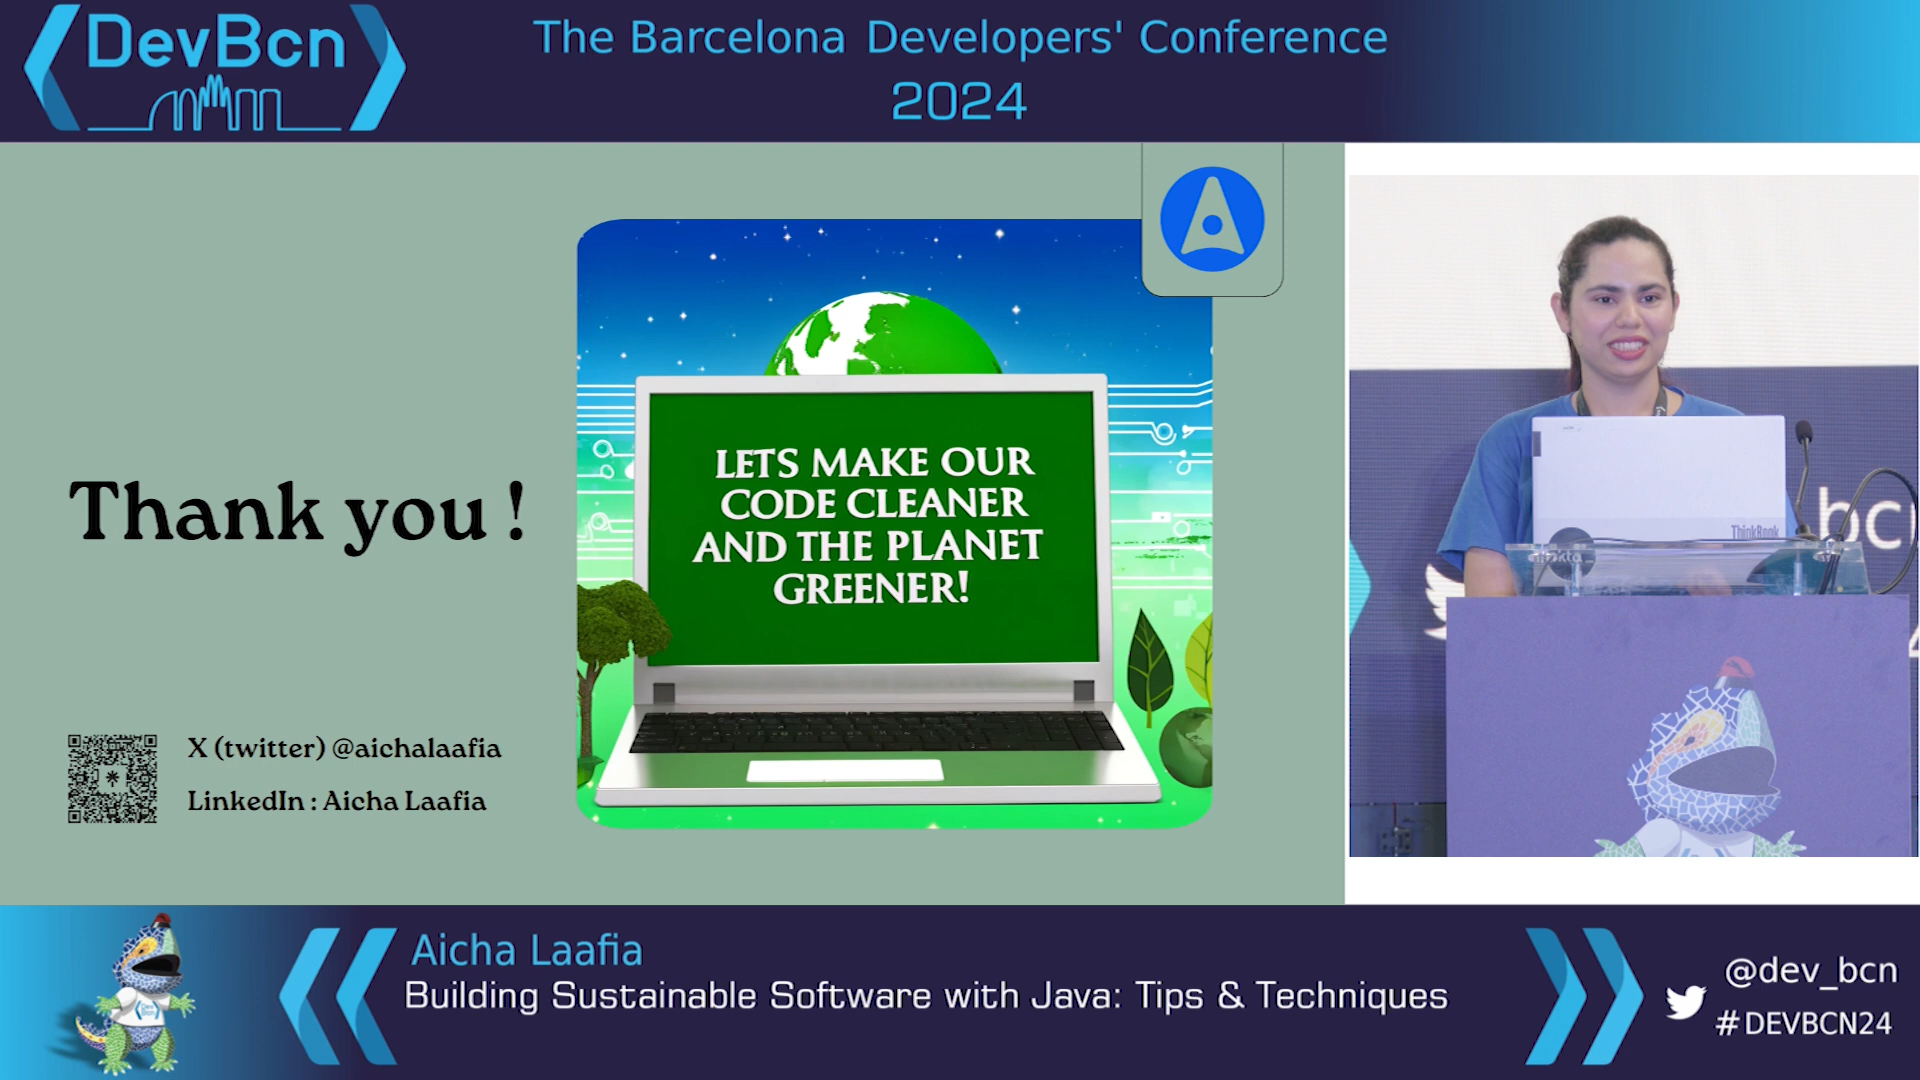 DevBcn
The Barcelona Developers' Conference
2024
LETS MAKE OUR
CODE CLEANER
AND THE PLANET
GREENER!
Thank you !
X (twitter) @aichalaafia
LinkedIn : Aicha Laafia
ThinkBook
bc
Aicha Laafia
Building Sustainable Software with Java: Tips & Techniques
@dev_bcn
#DEVBCN24